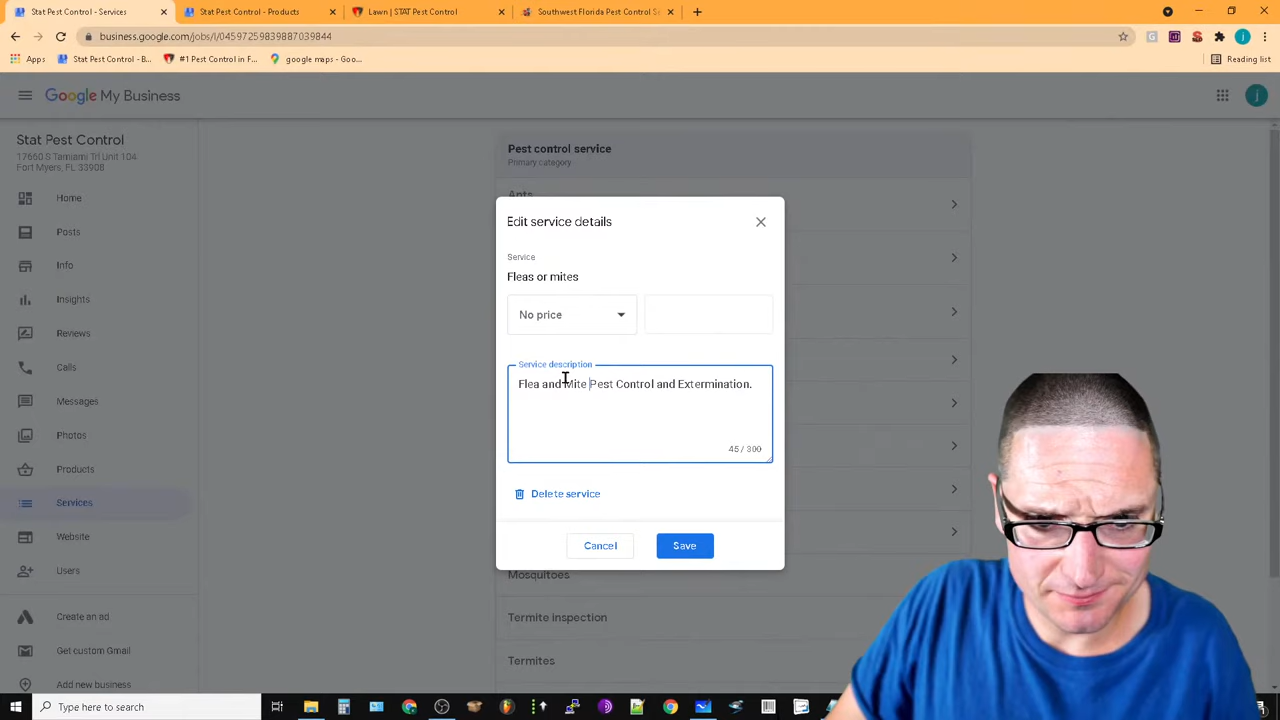 Stat Pest Control - Services
Stat Pest Control - Products
Lawn | STAT Pest Control
Southwest Florida Pest Control Se
business.google.com/jobs/l/04597259839887039844
Apps
Stat Pest Control - B...
#1 Pest Control in F...
google maps - Goo...
Reading list
Google My Business
j
Stat Pest Control
17660 S Tamiami Trl Unit 104
Fort Myers, FL 33908
Home
Posts
Info
Insights
Reviews
Calls
Messages
Photos
Products
Services
Website
Users
Create an ad
Get custom Gmail
Add new business
Pest control service
Primary category
Ants
Edit service details
Service
Fleas or mites
No price
Service description
Flea and Mite Pest Control and Extermination.
45 / 300
Delete service
Cancel
Save
Mosquitoes
Termite inspection
Termites
Type here to search